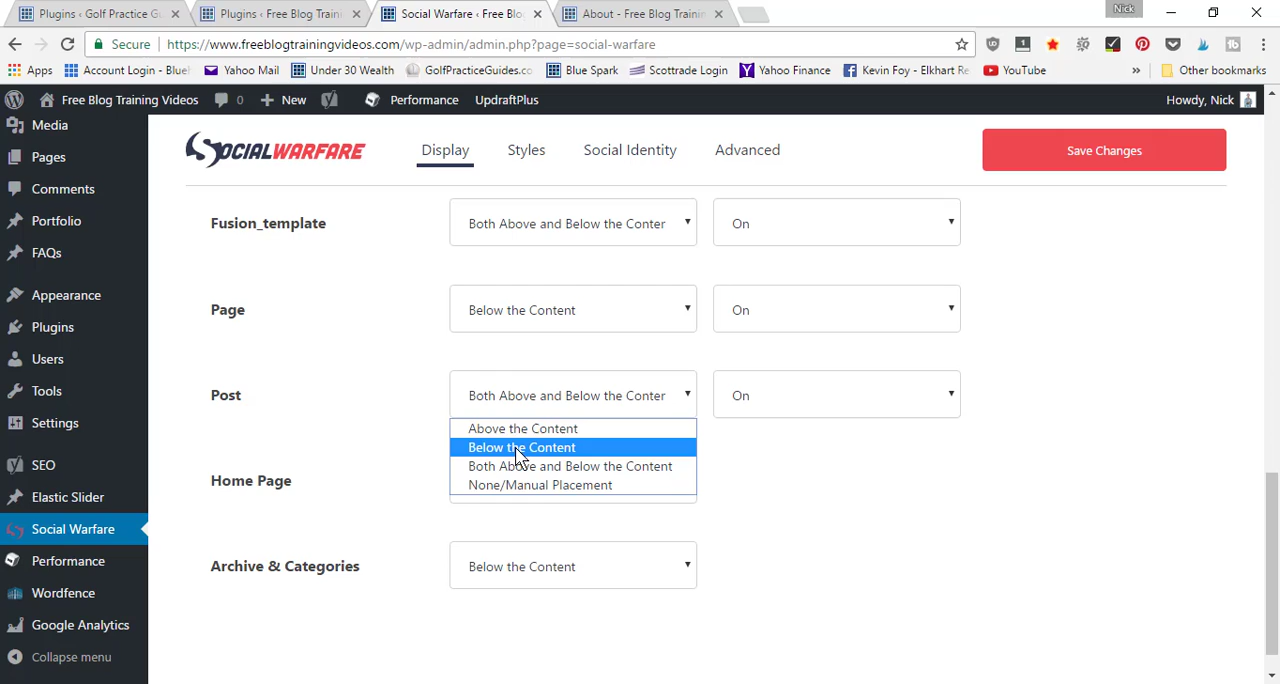 Plugins ‹ Golf Practice Gu
Plugins ‹ Free Blog Train
Social Warfare ‹ Free Blo
About - Free Blog Trainin
Nick
Secure
https://www.freeblogtrainingvideos.com/wp-admin/admin.php?page=social-warfare
Apps
Account Login - Blue
Yahoo Mail
Under 30 Wealth
GolfPracticeGuides.co
Blue Spark
Scottrade Login
Yahoo Finance
Kevin Foy - Elkhart Re
YouTube
»
Other bookmarks
Free Blog Training Videos
0
New
Performance
UpdraftPlus
Howdy, Nick
Media
Pages
Comments
Portfolio
FAQs
Appearance
Plugins
Users
Tools
Settings
SEO
Elastic Slider
Social Warfare
Performance
Wordfence
Google Analytics
Collapse menu
SOCIALWARFARE
Display
Styles
Social Identity
Advanced
Save Changes
Fusion_template
Both Above and Below the Conter
On
Page
Below the Content
On
Post
Both Above and Below the Conter
On
Above the Content
Below the Content
Both Above and Below the Content
None/Manual Placement
Home Page
Archive & Categories
Below the Content